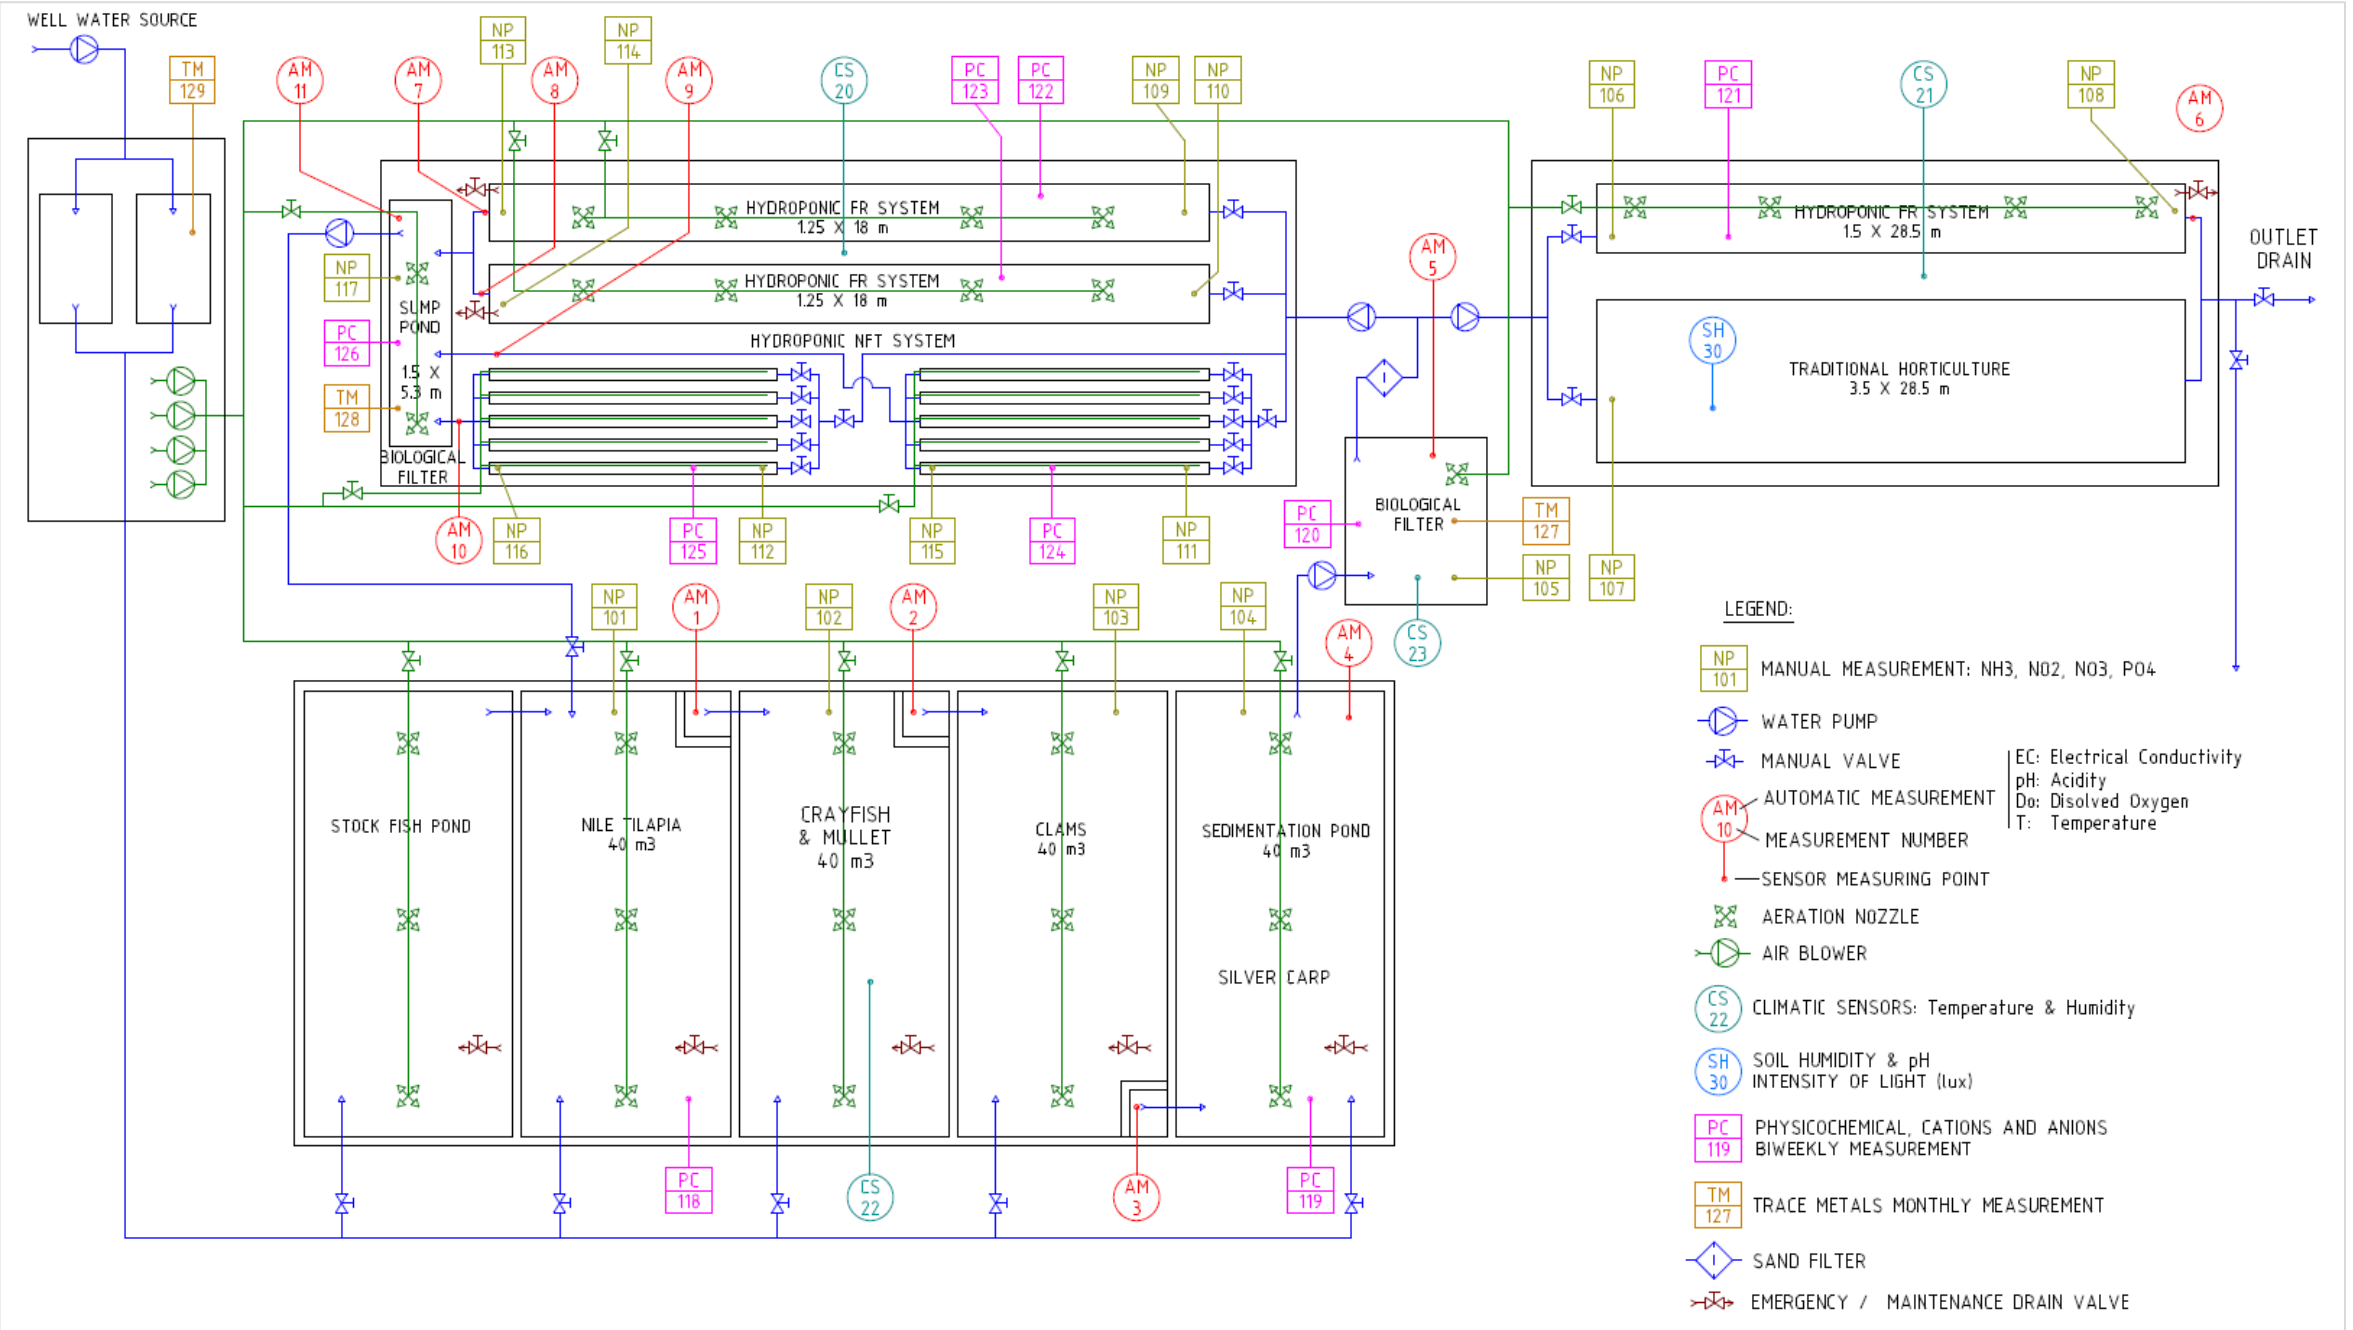 WELL WATER SOURCE
TM
129
AM
11
AM
7
NP
113
AM
8
NP
114
AM
9
CS
20
PC
123
PC
122
NP
109
NP
110
NP
106
PC
121
CS
21
NP
108
AM
6
HYDROPONIC FR SYSTEM
1.25 X 18 m
HYDROPONIC FR SYSTEM
1.25 X 18 m
HYDROPONIC NFT SYSTEM
NP
117
PC
126
TM
128
SUMP
POND
1.5 X
5.3 m
BIOLOGICAL
FILTER
AM
5
HYDROPONIC FR SYSTEM
1.5 X 28.5 m
OUTLET
DRAIN
SH
30
TRADITIONAL HORTICULTURE
3.5 X 28.5 m
AM
10
NP
116
PC
125
NP
112
NP
115
PC
124
NP
111
PC
120
BIOLOGICAL
FILTER
TM
127
NP
105
NP
107
CS
23
NP
101
AM
1
NP
102
AM
2
NP
103
NP
104
AM
4
STOCK FISH POND
NILE TILAPIA
40 m3
CRAYFISH
& MULLET
40 m3
CLAMS
40 m3
SEDIMENTATION POND
40 m3
SILVER CARP
PC
118
CS
22
AM
3
PC
119
LEGEND:
NP
101
MANUAL MEASUREMENT: NH3, NO2, NO3, PO4
WATER PUMP
MANUAL VALVE
AM
10
AUTOMATIC MEASUREMENT
MEASUREMENT NUMBER
SENSOR MEASURING POINT
EC: Electrical Conductivity
pH: Acidity
Do: Disolved Oxygen
T: Temperature
AERATION NOZZLE
AIR BLOWER
CS
22
CLIMATIC SENSORS: Temperature & Humidity
SH
30
SOIL HUMIDITY & pH
INTENSITY OF LIGHT (lux)
PC
119
PHYSICOCHEMICAL, CATIONS AND ANIONS
BIWEEKLY MEASUREMENT
TM
127
TRACE METALS MONTHLY MEASUREMENT
SAND FILTER
EMERGENCY / MAINTENANCE DRAIN VALVE